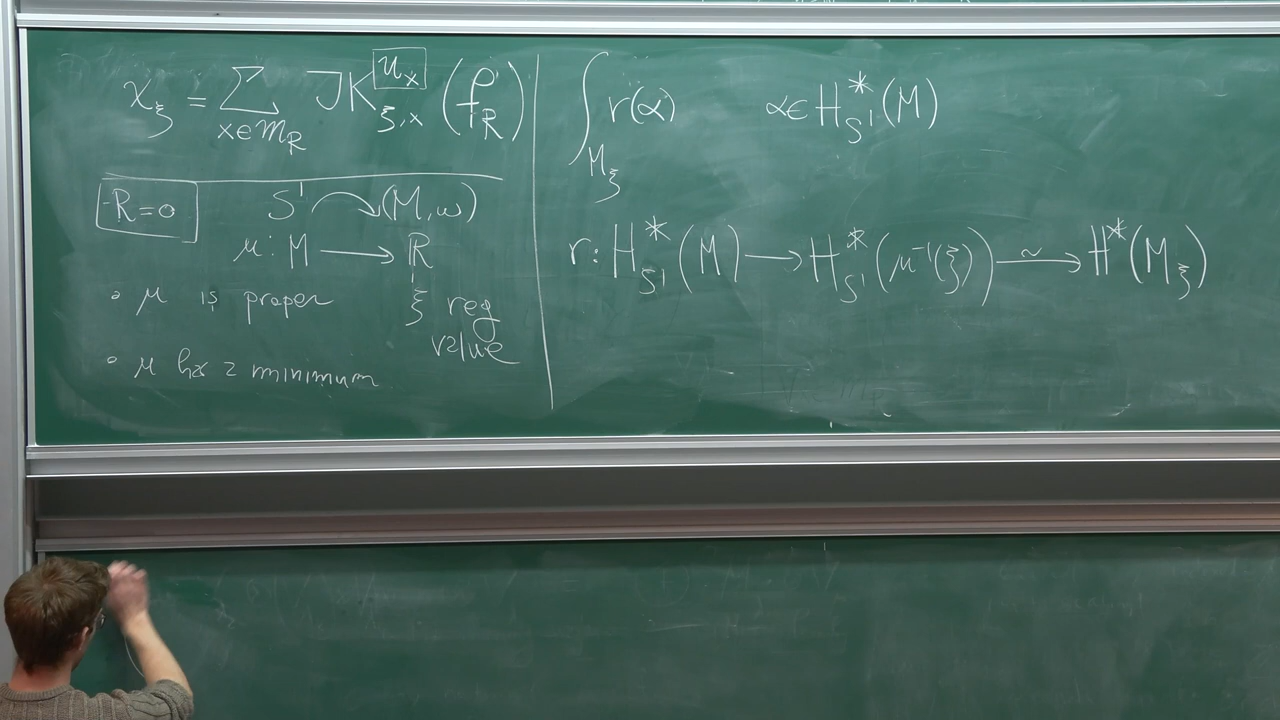 χ_ξ = ∑_{x∈m_R} JK^{u_x}_{ξ,x} (f_R)
R=0 S¹ ↷ (M, ω)
μ: M ⟶ ℝ
ξ reg
value
• μ is proper
• μ has a minimum
∫_{M_ξ} r(α) α∈H*_{S¹}(M)
r: H*_{S¹}(M) ⟶ H*_{S¹}(μ⁻¹(ξ)) ⥲ H*(M_ξ)